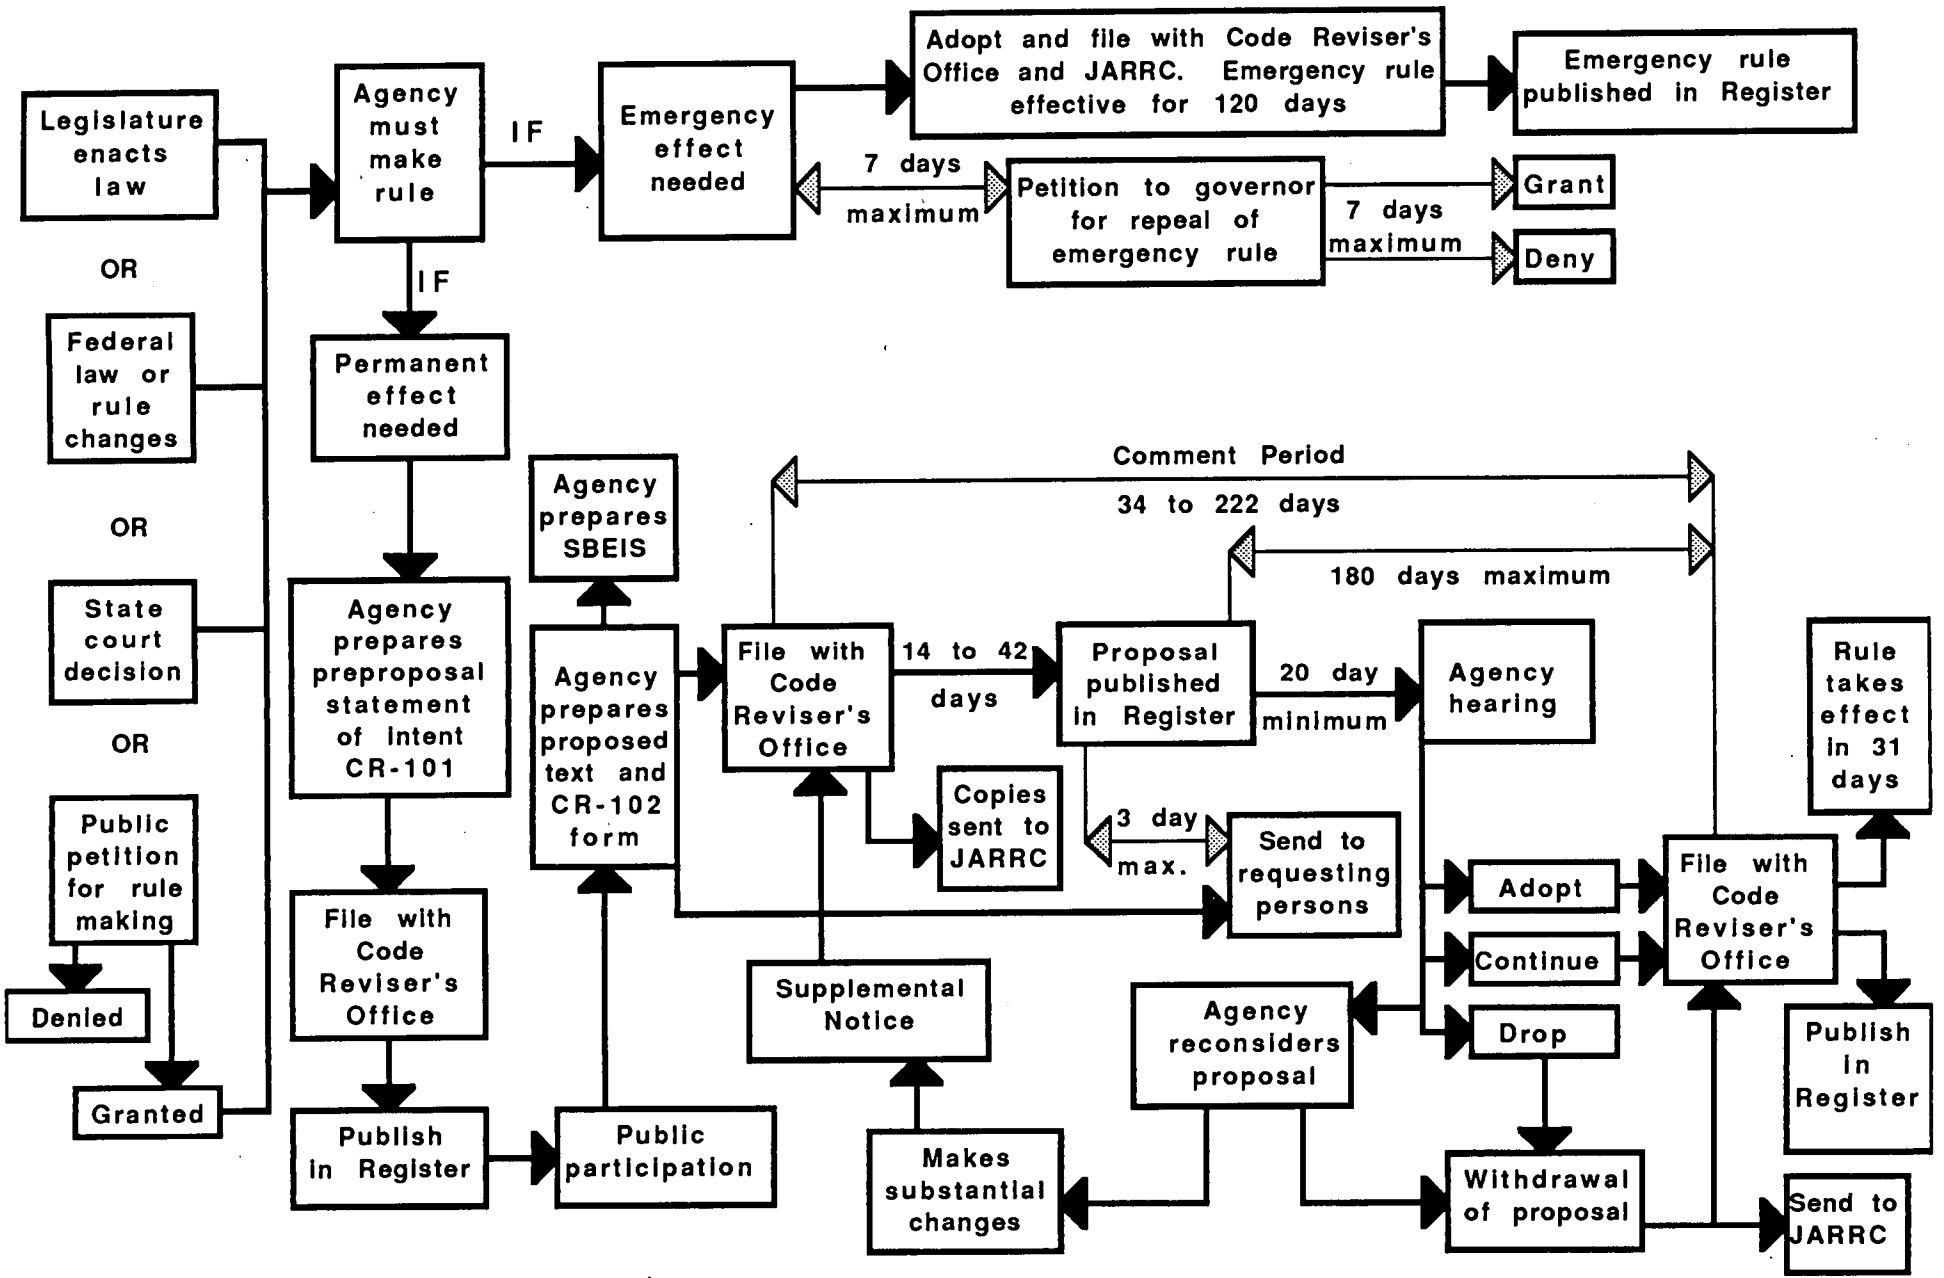 Legislature
enacts
law
OR
Federal
law or
rule
changes
OR
State
court
decision
OR
Public
petition
for rule
making
Denied
Granted
Agency
must
make
rule
IF
IF
Emergency
effect
needed
Adopt and file with Code Reviser's
Office and JARRC. Emergency rule
effective for 120 days
Emergency rule
published in Register
7 days
maximum
Petition to governor
for repeal of
emergency rule
7 days
maximum
Grant
Deny
Permanent
effect
needed
Agency
prepares
preproposal
statement
of intent
CR-101
File with
Code
Reviser's
Office
Publish
in Register
Public
participation
Agency
prepares
SBEIS
Agency
prepares
proposed
text and
CR-102
form
File with
Code
Reviser's
Office
Comment Period
34 to 222 days
180 days maximum
14 to 42
days
Proposal
published
in Register
20 day
minimum
Agency
hearing
Copies
sent to
JARRC
3 day
max.
Send to
requesting
persons
Supplemental
Notice
Makes
substantial
changes
Agency
reconsiders
proposal
Adopt
Continue
Drop
Withdrawal
of proposal
File with
Code
Reviser's
Office
Rule
takes
effect
in 31
days
Publish
in
Register
Send to
JARRC